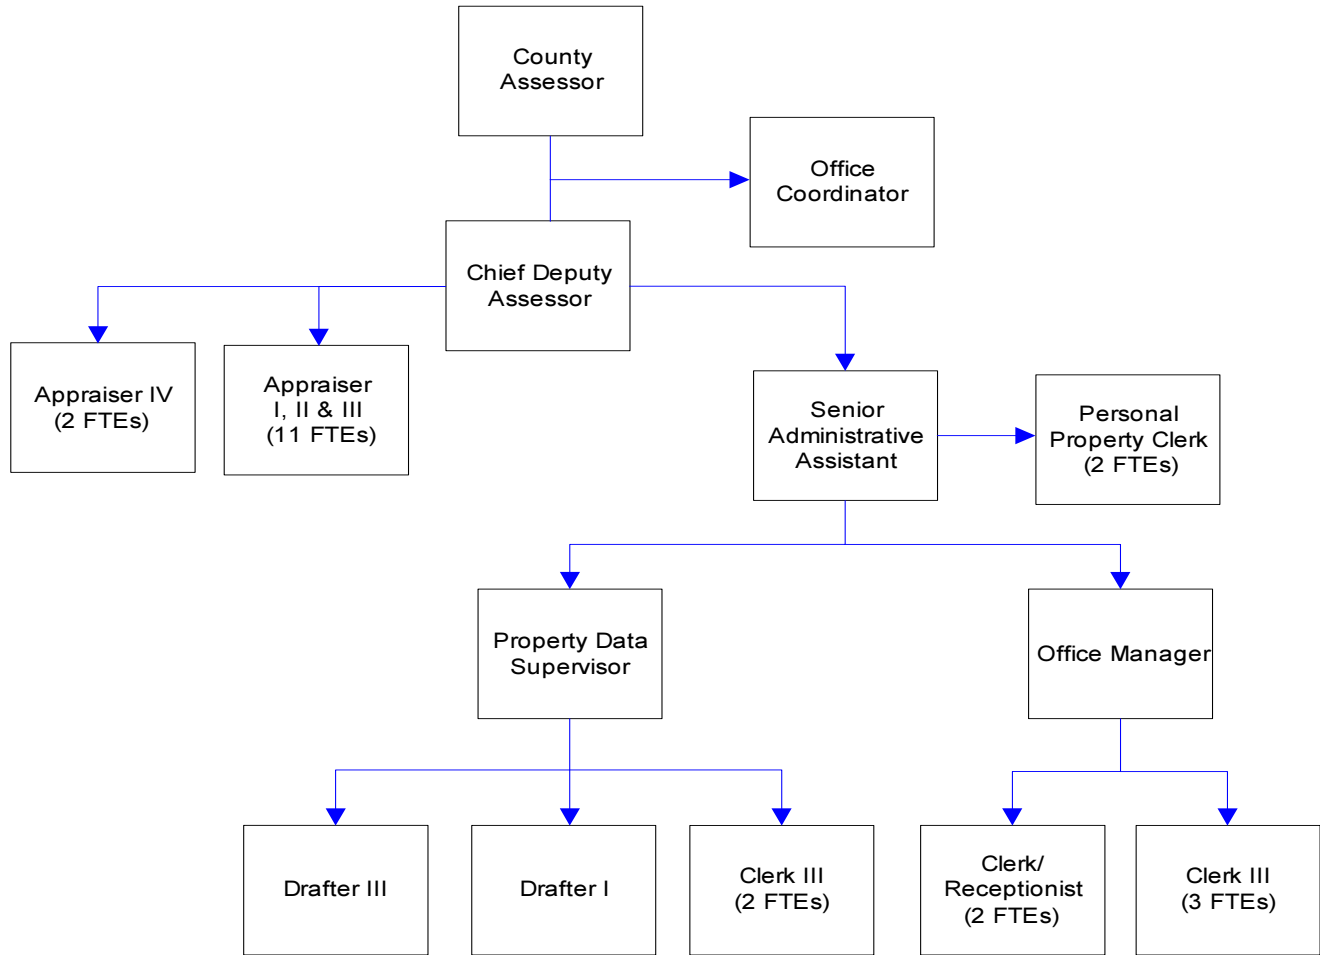 County
Assessor
Office
Coordinator
Chief Deputy
Assessor
Appraiser IV
(2 FTEs)
Appraiser
I, II & III
(11 FTEs)
Senior
Administrative
Assistant
Personal
Property Clerk
(2 FTEs)
Property Data
Supervisor
Office Manager
Drafter III
Drafter I
Clerk III
(2 FTEs)
Clerk/
Receptionist
(2 FTEs)
Clerk III
(3 FTEs)